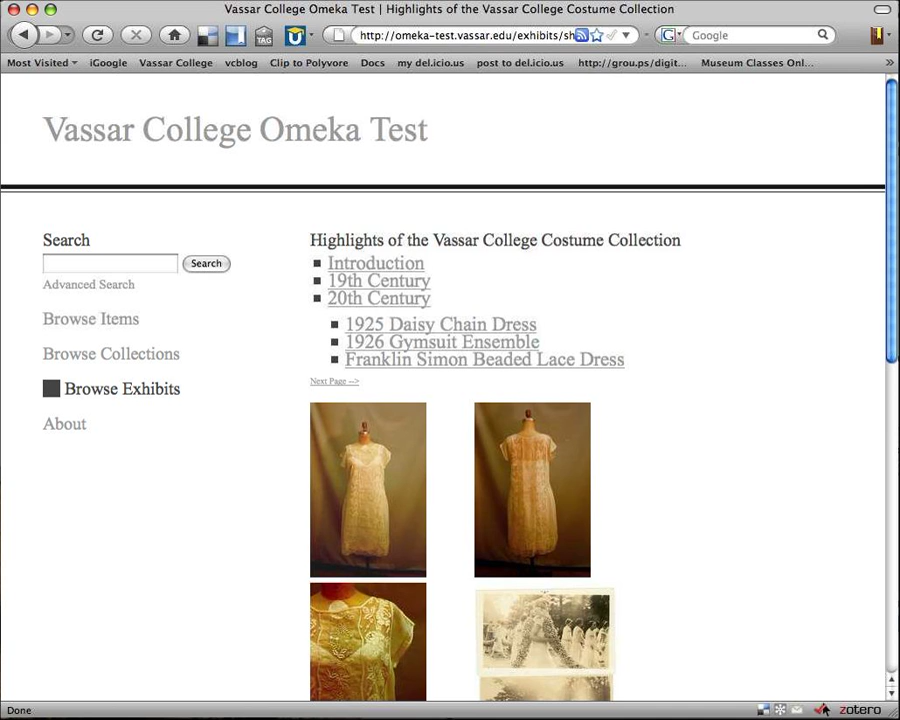 Vassar College Omeka Test | Highlights of the Vassar College Costume Collection
TAG
http://omeka-test.vassar.edu/exhibits/sh
G
Google
Most Visited
iGoogle
Vassar College
vcblog
Clip to Polyvore
Docs
my del.icio.us
post to del.icio.us
http://grou.ps/digit...
Museum Classes Onl...
»
Vassar College Omeka Test
Search
Search
Advanced Search
Browse Items
Browse Collections
Browse Exhibits
About
Highlights of the Vassar College Costume Collection
Introduction
19th Century
20th Century
1925 Daisy Chain Dress
1926 Gymsuit Ensemble
Franklin Simon Beaded Lace Dress
Next Page -->
Done
zotero